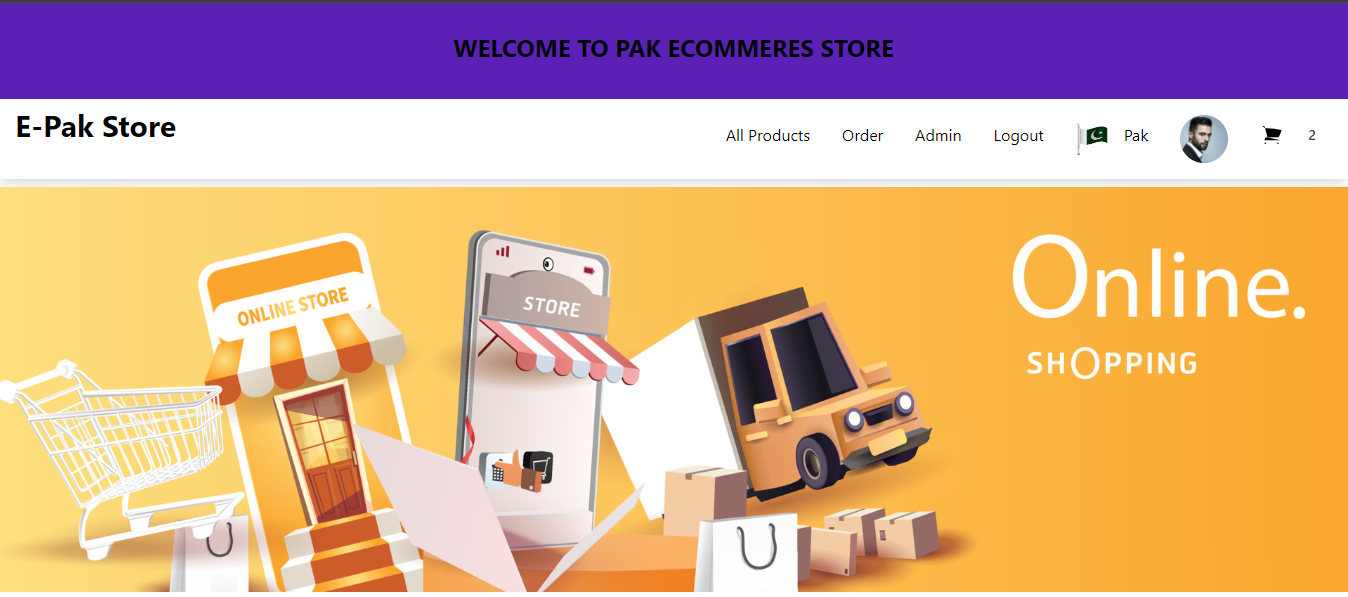 WELCOME TO PAK ECOMMERES STORE
E-Pak Store
All Products Order Admin Logout Pak 2
Online.
SHOPPING
ONLINE STORE
STORE